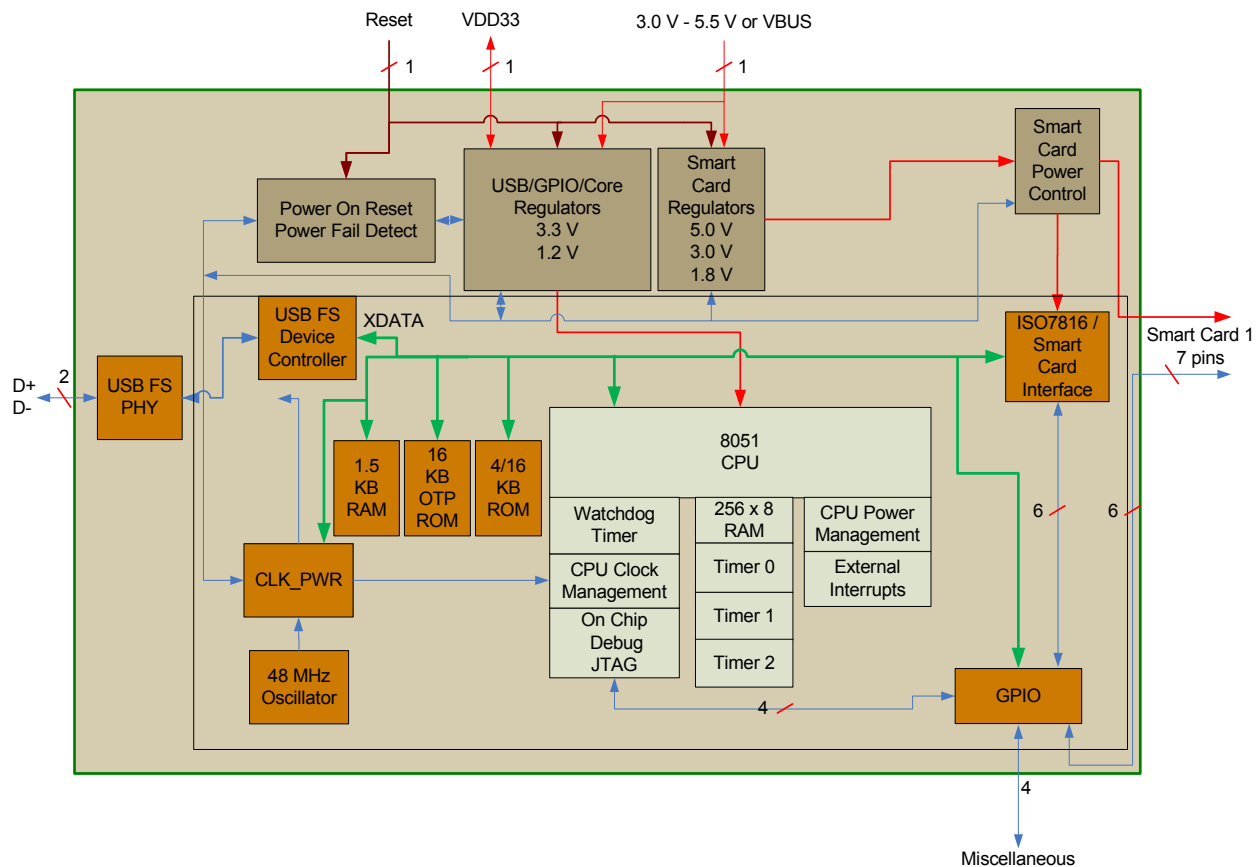 Reset
VDD33
3.0 V - 5.5 V or VBUS
1
1
1
Smart
Card
Power
Control
Power On Reset
Power Fail Detect
USB/GPIO/Core
Regulators
3.3 V
1.2 V
Smart
Card
Regulators
5.0 V
3.0 V
1.8 V
USB FS
Device
Controller
XDATA
ISO7816 /
Smart
Card
Interface
Smart Card 1
7 pins
D+
D-
2
USB FS
PHY
1.5
KB
RAM
16
KB
OTP
ROM
4/16
KB
ROM
8051
CPU
Watchdog
Timer
256 x 8
RAM
CPU Power
Management
6
6
CLK_PWR
CPU Clock
Management
Timer 0
External
Interrupts
On Chip
Debug
JTAG
Timer 1
Timer 2
48 MHz
Oscillator
4
GPIO
4
Miscellaneous